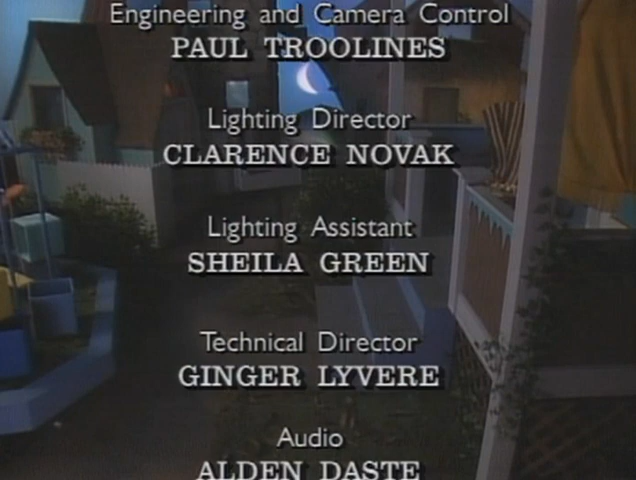 Engineering and Camera Control
PAUL TROOLINES
Lighting Director
CLARENCE NOVAK
Lighting Assistant
SHEILA GREEN
Technical Director
GINGER LYVERE
Audio
ALDEN DASTE